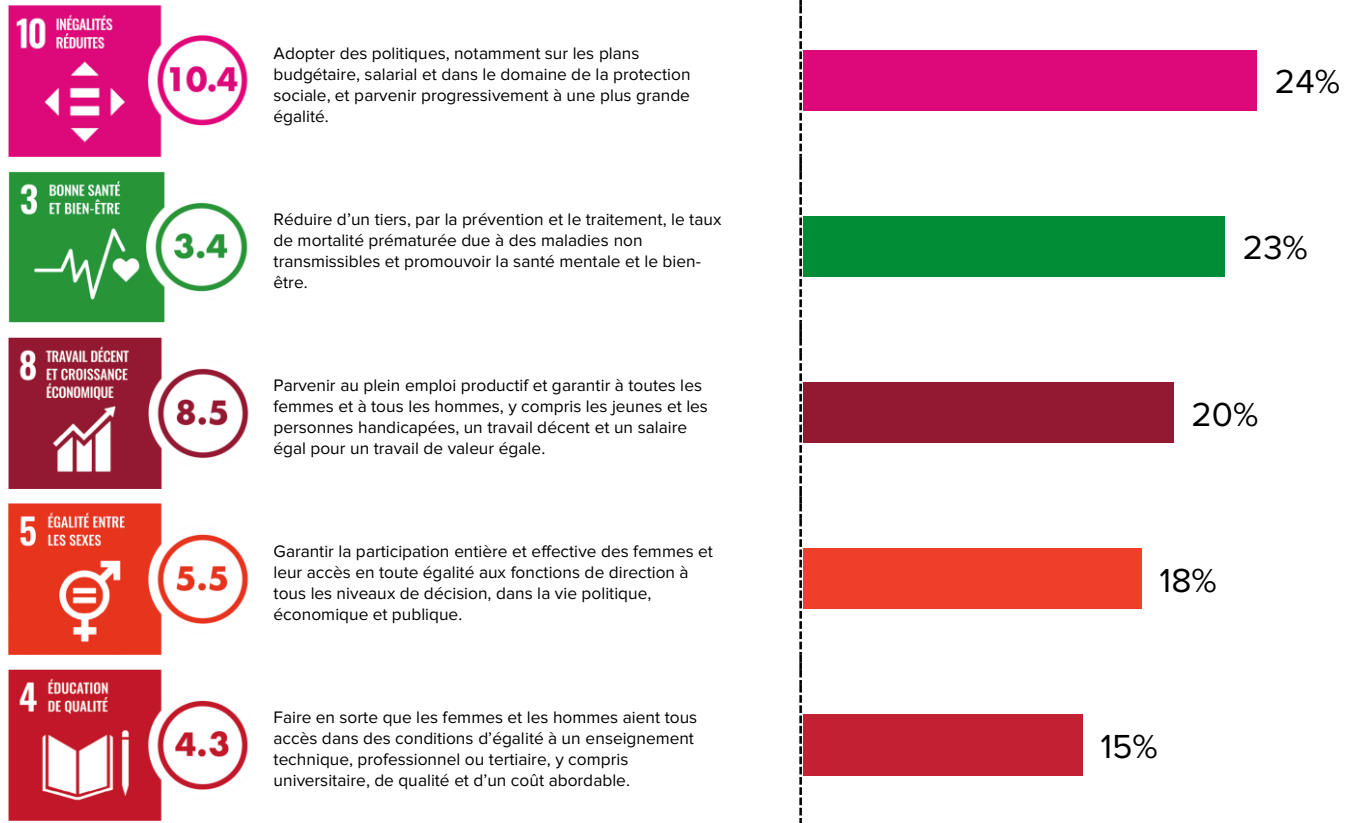 10 INÉGALITÉS
RÉDUITES
10.4
Adopter des politiques, notamment sur les plans
budgétaire, salarial et dans le domaine de la protection
sociale, et parvenir progressivement à une plus grande
égalité.
24%
3 BONNE SANTÉ
ET BIEN-ÊTRE
3.4
Réduire d’un tiers, par la prévention et le traitement, le taux
de mortalité prématurée due à des maladies non
transmissibles et promouvoir la santé mentale et le bien-
être.
23%
8 TRAVAIL DÉCENT
ET CROISSANCE
ÉCONOMIQUE
8.5
Parvenir au plein emploi productif et garantir à toutes les
femmes et à tous les hommes, y compris les jeunes et les
personnes handicapées, un travail décent et un salaire
égal pour un travail de valeur égale.
20%
5 ÉGALITÉ ENTRE
LES SEXES
5.5
Garantir la participation entière et effective des femmes et
leur accès en toute égalité aux fonctions de direction à
tous les niveaux de décision, dans la vie politique,
économique et publique.
18%
4 ÉDUCATION
DE QUALITÉ
4.3
Faire en sorte que les femmes et les hommes aient tous
accès dans des conditions d’égalité à un enseignement
technique, professionnel ou tertiaire, y compris
universitaire, de qualité et d’un coût abordable.
15%